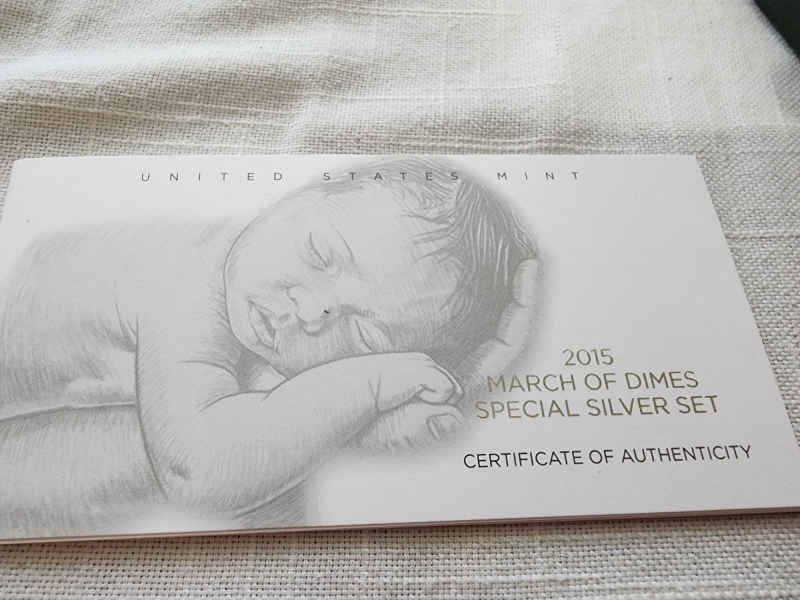 UNITED STATES MINT
2015
MARCH OF DIMES
SPECIAL SILVER SET
CERTIFICATE OF AUTHENTICITY